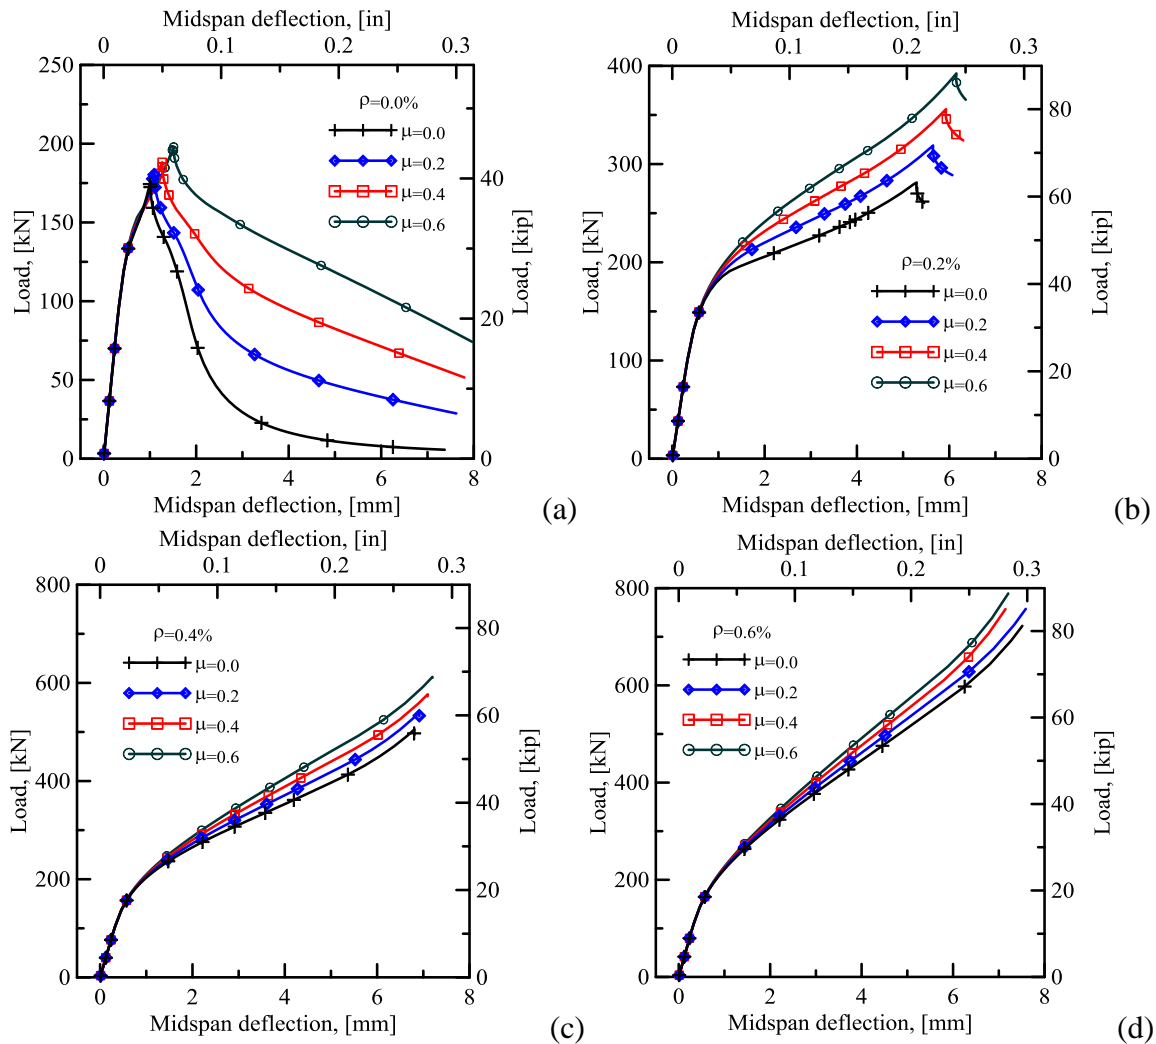 Midspan deflection, [in]
0 0.1 0.2 0.3
250
200
150
100
50
0
Load, [kN]
ρ=0.0%
μ=0.0
μ=0.2
μ=0.4
μ=0.6
40
20
0
Load, [kip]
0 2 4 6 8
Midspan deflection, [mm]
(a)
Midspan deflection, [in]
0 0.1 0.2 0.3
400
300
200
100
0
Load, [kN]
ρ=0.2%
μ=0.0
μ=0.2
μ=0.4
μ=0.6
80
60
40
20
0
Load, [kip]
0 2 4 6 8
Midspan deflection, [mm]
(b)
Midspan deflection, [in]
0 0.1 0.2 0.3
800
600
400
200
0
Load, [kN]
ρ=0.4%
μ=0.0
μ=0.2
μ=0.4
μ=0.6
80
60
40
20
0
Load, [kip]
0 2 4 6 8
Midspan deflection, [mm]
(c)
Midspan deflection, [in]
0 0.1 0.2 0.3
800
600
400
200
0
Load, [kN]
ρ=0.6%
μ=0.0
μ=0.2
μ=0.4
μ=0.6
80
60
40
20
0
Load, [kip]
0 2 4 6 8
Midspan deflection, [mm]
(d)